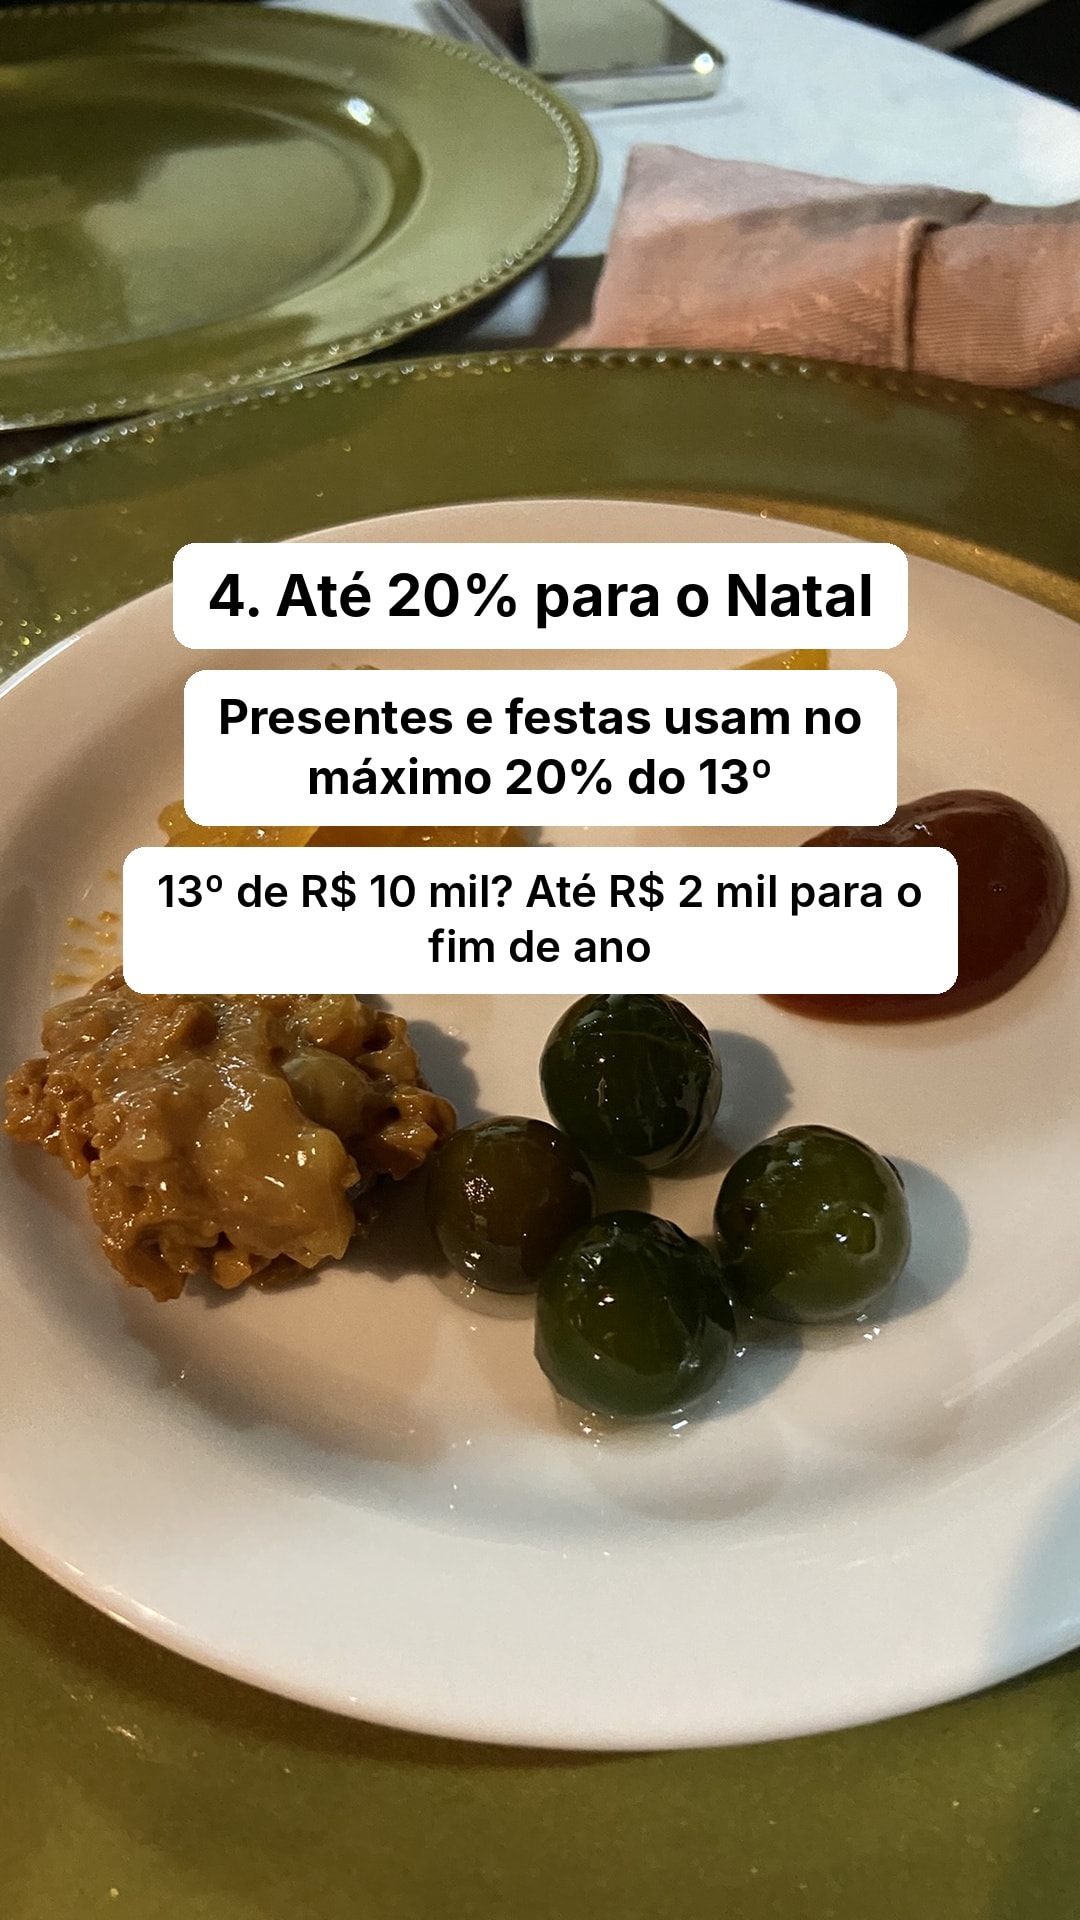 4. Até 20% para o Natal
Presentes e festas usam no
máximo 20% do 13º
13º de R$ 10 mil? Até R$ 2 mil para o
fim de ano